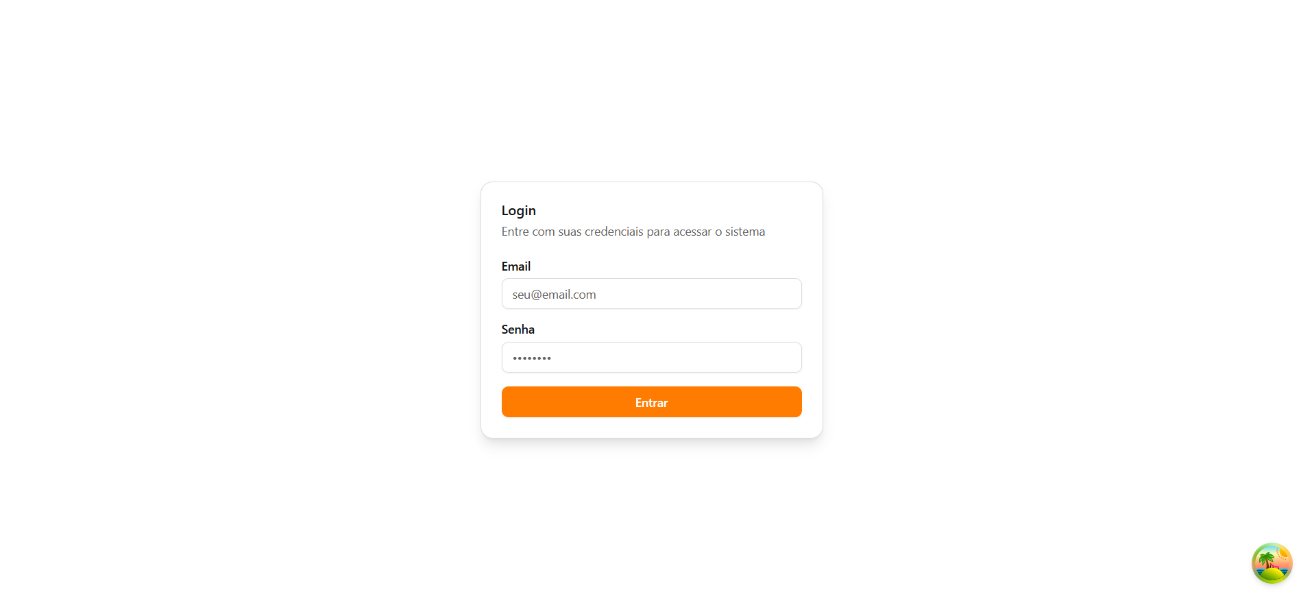 Login
Entre com suas credenciais para acessar o sistema
Email
seu@email.com
Senha
••••••••
Entrar